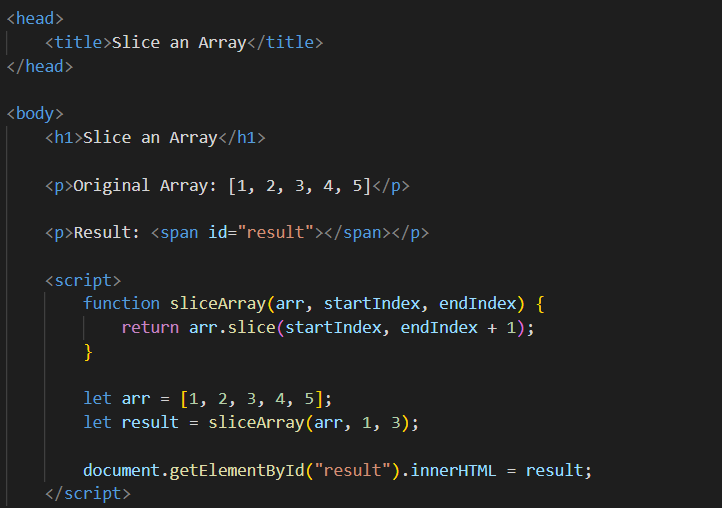 <head>
    <title>Slice an Array</title>
</head>

<body>
    <h1>Slice an Array</h1>

    <p>Original Array: [1, 2, 3, 4, 5]</p>

    <p>Result: <span id="result"></span></p>

    <script>
        function sliceArray(arr, startIndex, endIndex) {
            return arr.slice(startIndex, endIndex + 1);
        }

        let arr = [1, 2, 3, 4, 5];
        let result = sliceArray(arr, 1, 3);

        document.getElementById("result").innerHTML = result;
    </script>